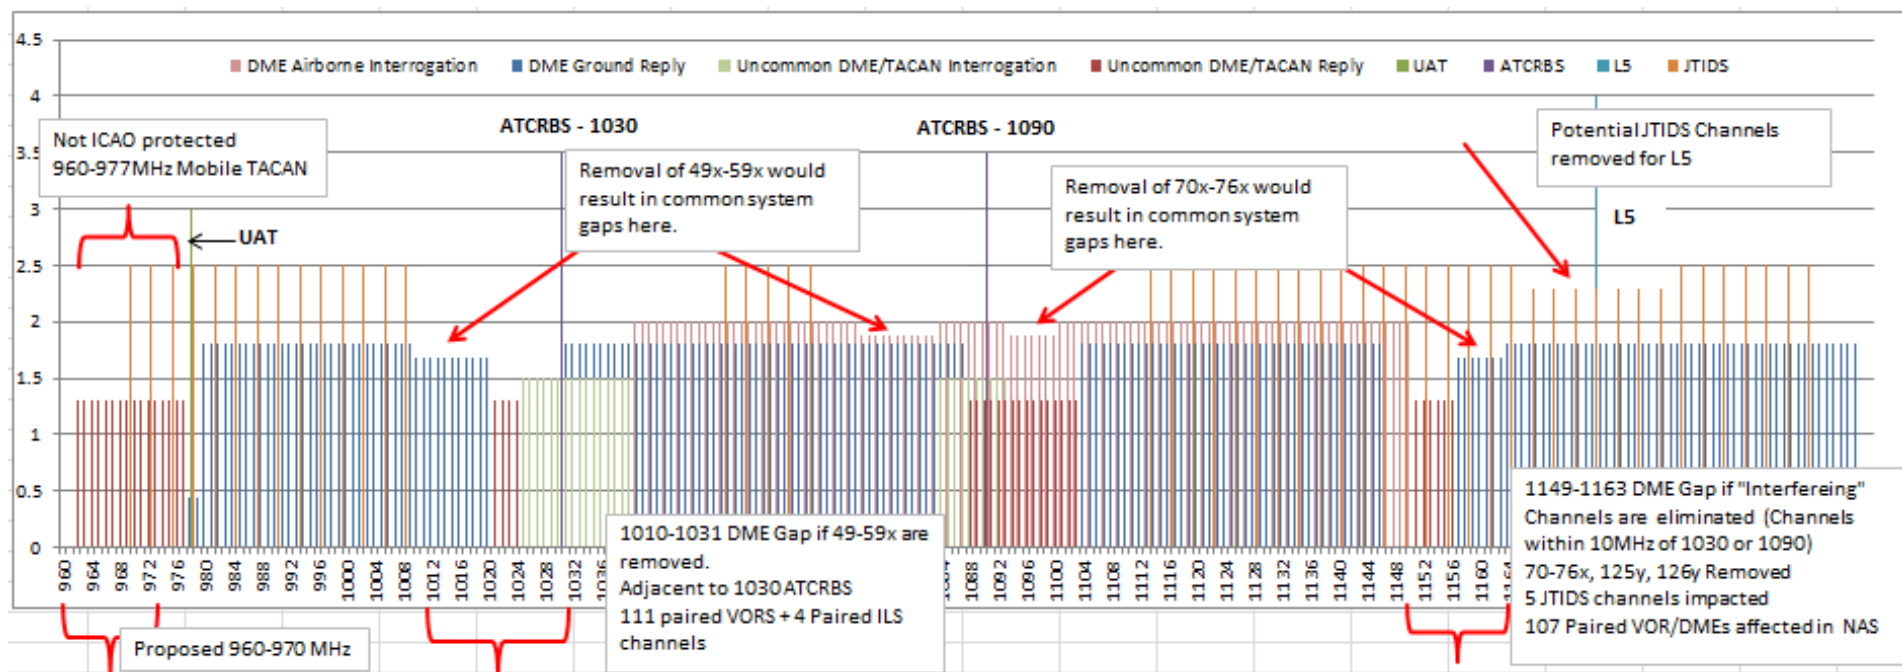 4.5
4
3.5
3
2.5
2
1.5
1
0.5
0
DME Airborne Interrogation DME Ground Reply Uncommon DME/TACAN Interrogation Uncommon DME/TACAN Reply UAT ATCRBS L5 JTIDS
Not ICAO protected
960-977MHz Mobile TACAN
UAT
ATCRBS - 1030
Removal of 49x-59x would
result in common system
gaps here.
ATCRBS - 1090
Removal of 70x-76x would
result in common system
gaps here.
Potential JTIDS Channels
removed for L5
L5
960 964 968 972 976 980 984 988 992 996 1000 1004 1008 1012 1016 1020 1024 1028 1032 1036 1088 1092 1096 1100 1104 1108 1112 1116 1120 1124 1128 1132 1136 1140 1144 1148 1152 1156 1160 1164
Proposed 960-970 MHz
1010-1031 DME Gap if 49-59x are
removed.
Adjacent to 1030 ATCRBS
111 paired VORS + 4 Paired ILS
channels
1149-1163 DME Gap if "Interfereing"
Channels are eliminated (Channels
within 10MHz of 1030 or 1090)
70-76x, 125y, 126y Removed
5 JTIDS channels impacted
107 Paired VOR/DMEs affected in NAS